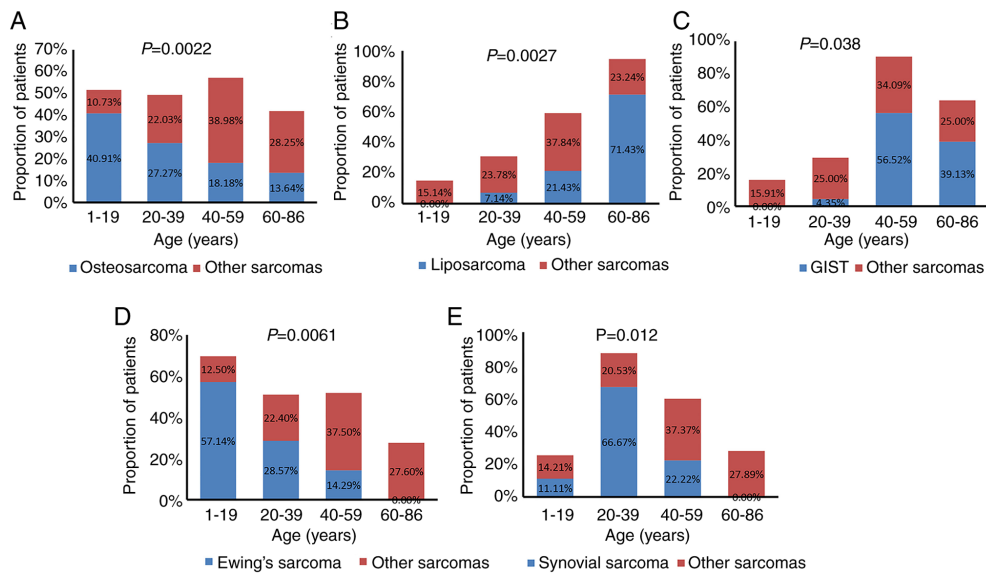 A
P=0.0022
Proportion of patients
70%
60%
50%
40%
30%
20%
10%
0%
10.73%
22.03%
38.98%
28.25%
40.91%
27.27%
18.18%
13.64%
1-19 20-39 40-59 60-86
Age (years)
Osteosarcoma Other sarcomas
B
P=0.0027
Proportion of patients
100%
80%
60%
40%
20%
0%
15.14%
23.78%
37.84%
23.24%
0.00%
7.14%
21.43%
71.43%
1-19 20-39 40-59 60-86
Age (years)
Liposarcoma Other sarcomas
C
P=0.038
Proportion of patients
100%
80%
60%
40%
20%
0%
15.91%
25.00%
34.09%
25.00%
0.00%
4.35%
56.52%
39.13%
1-19 20-39 40-59 60-86
Age (years)
GIST Other sarcomas
D
P=0.0061
Proportion of patients
80%
60%
40%
20%
0%
12.50%
22.40%
37.50%
27.60%
57.14%
28.57%
14.29%
0.00%
1-19 20-39 40-59 60-86
Age (years)
Ewing's sarcoma Other sarcomas
E
P=0.012
Proportion of patients
100%
80%
60%
40%
20%
0%
14.21%
20.53%
37.37%
27.89%
11.11%
66.67%
22.22%
0.00%
1-19 20-39 40-59 60-86
Age (years)
Synovial sarcoma Other sarcomas